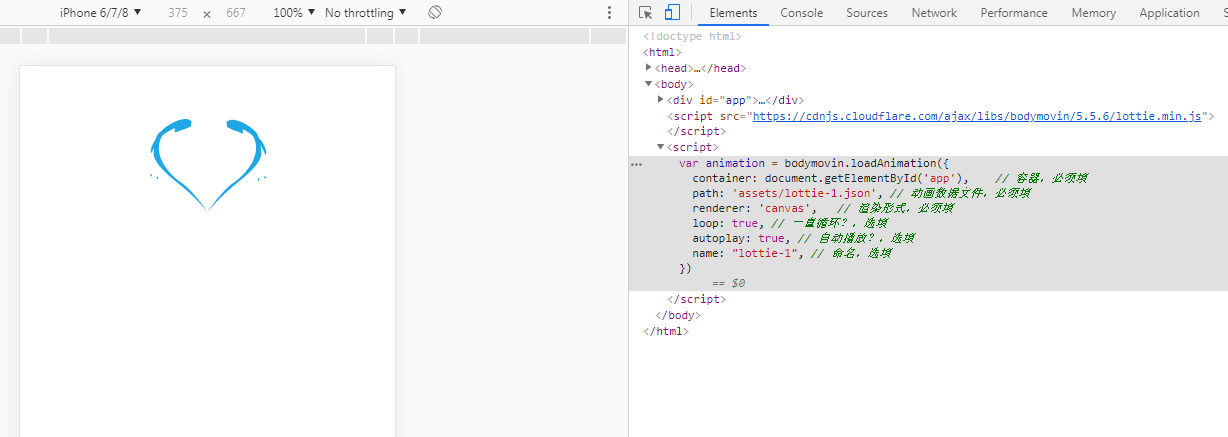 iPhone 6/7/8 ▼ 375 × 667 100% ▼ No throttling ▼
Elements Console Sources Network Performance Memory Application S
<!doctype html>
<html>
▶<head>…</head>
▼<body>
▶<div id="app">…</div>
<script src="https://cdnjs.cloudflare.com/ajax/libs/bodymovin/5.5.6/lottie.min.js">
</script>
▼<script>
var animation = bodymovin.loadAnimation({
container: document.getElementById('app'), // 容器，必须填
path: 'assets/lottie-1.json', // 动画数据文件，必须填
renderer: 'canvas', // 渲染形式，必须填
loop: true, // 一直循环？，选填
autoplay: true, // 自动播放？，选填
name: "lottie-1", // 命名，选填
})
== $0
</script>
</body>
</html>